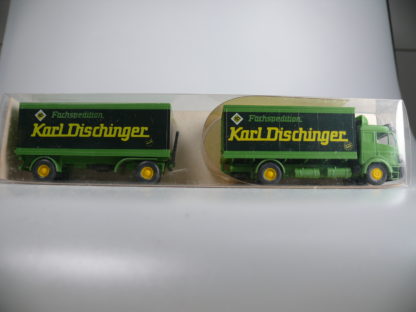 Fachspedition
Karl Dischinger
Fachspedition
Karl Dischinger